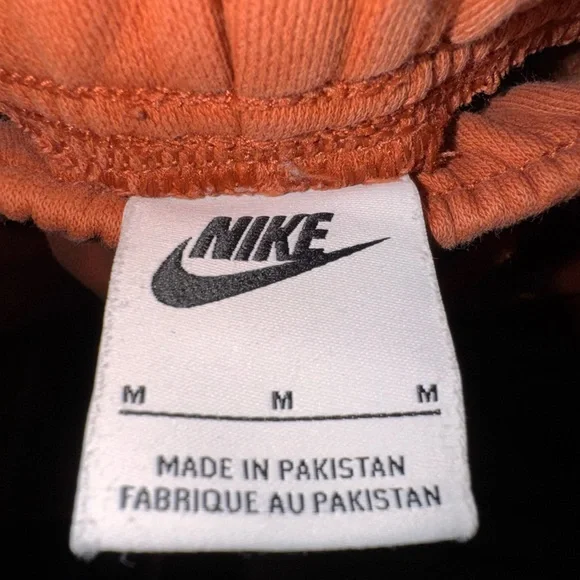 NIKE
M M M
MADE IN PAKISTAN
FABRIQUE AU PAKISTAN